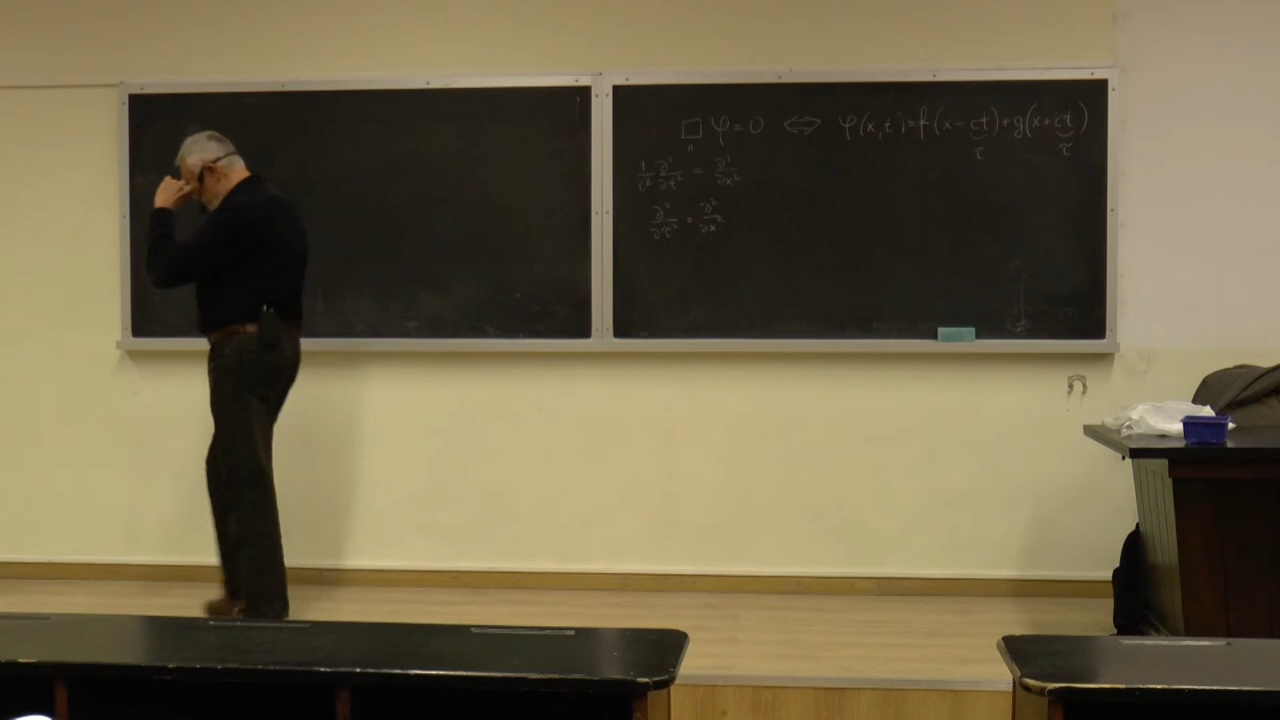 □ φ = 0 ⇔ φ(x,t) = f(x - ct) + g(x + ct)
τ τ
"
1/c² ∂²/∂t² = ∂²/∂x²
∂²/∂τ² = ∂²/∂x²